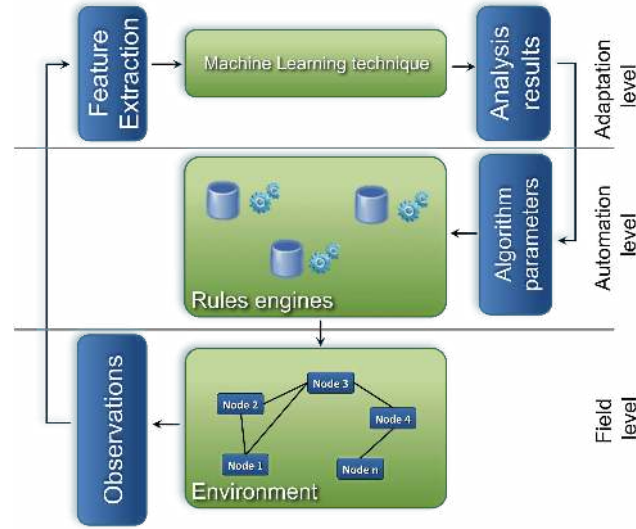 Feature
Extraction
Machine Learning technique
Analysis
results
Adaptation
level
Algorithm
parameters
Automation
level
Rules engines
Observations
Node 3
Node 2
Node 4
Node 1
Node n
Environment
Field
level